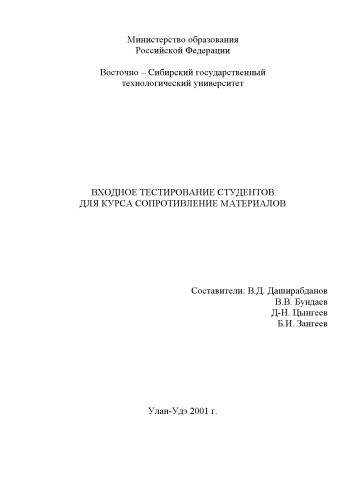 Министерство образования
Российской Федерации
Восточно – Сибирский государственный
технологический университет
ВХОДНОЕ ТЕСТИРОВАНИЕ СТУДЕНТОВ
ДЛЯ КУРСА СОПРОТИВЛЕНИЕ МАТЕРИАЛОВ
Составители: В.Д. Даширабданов
В.В. Бундаев
Д-Н. Цынгеев
Б.И. Зангеев
Улан-Удэ 2001 г.